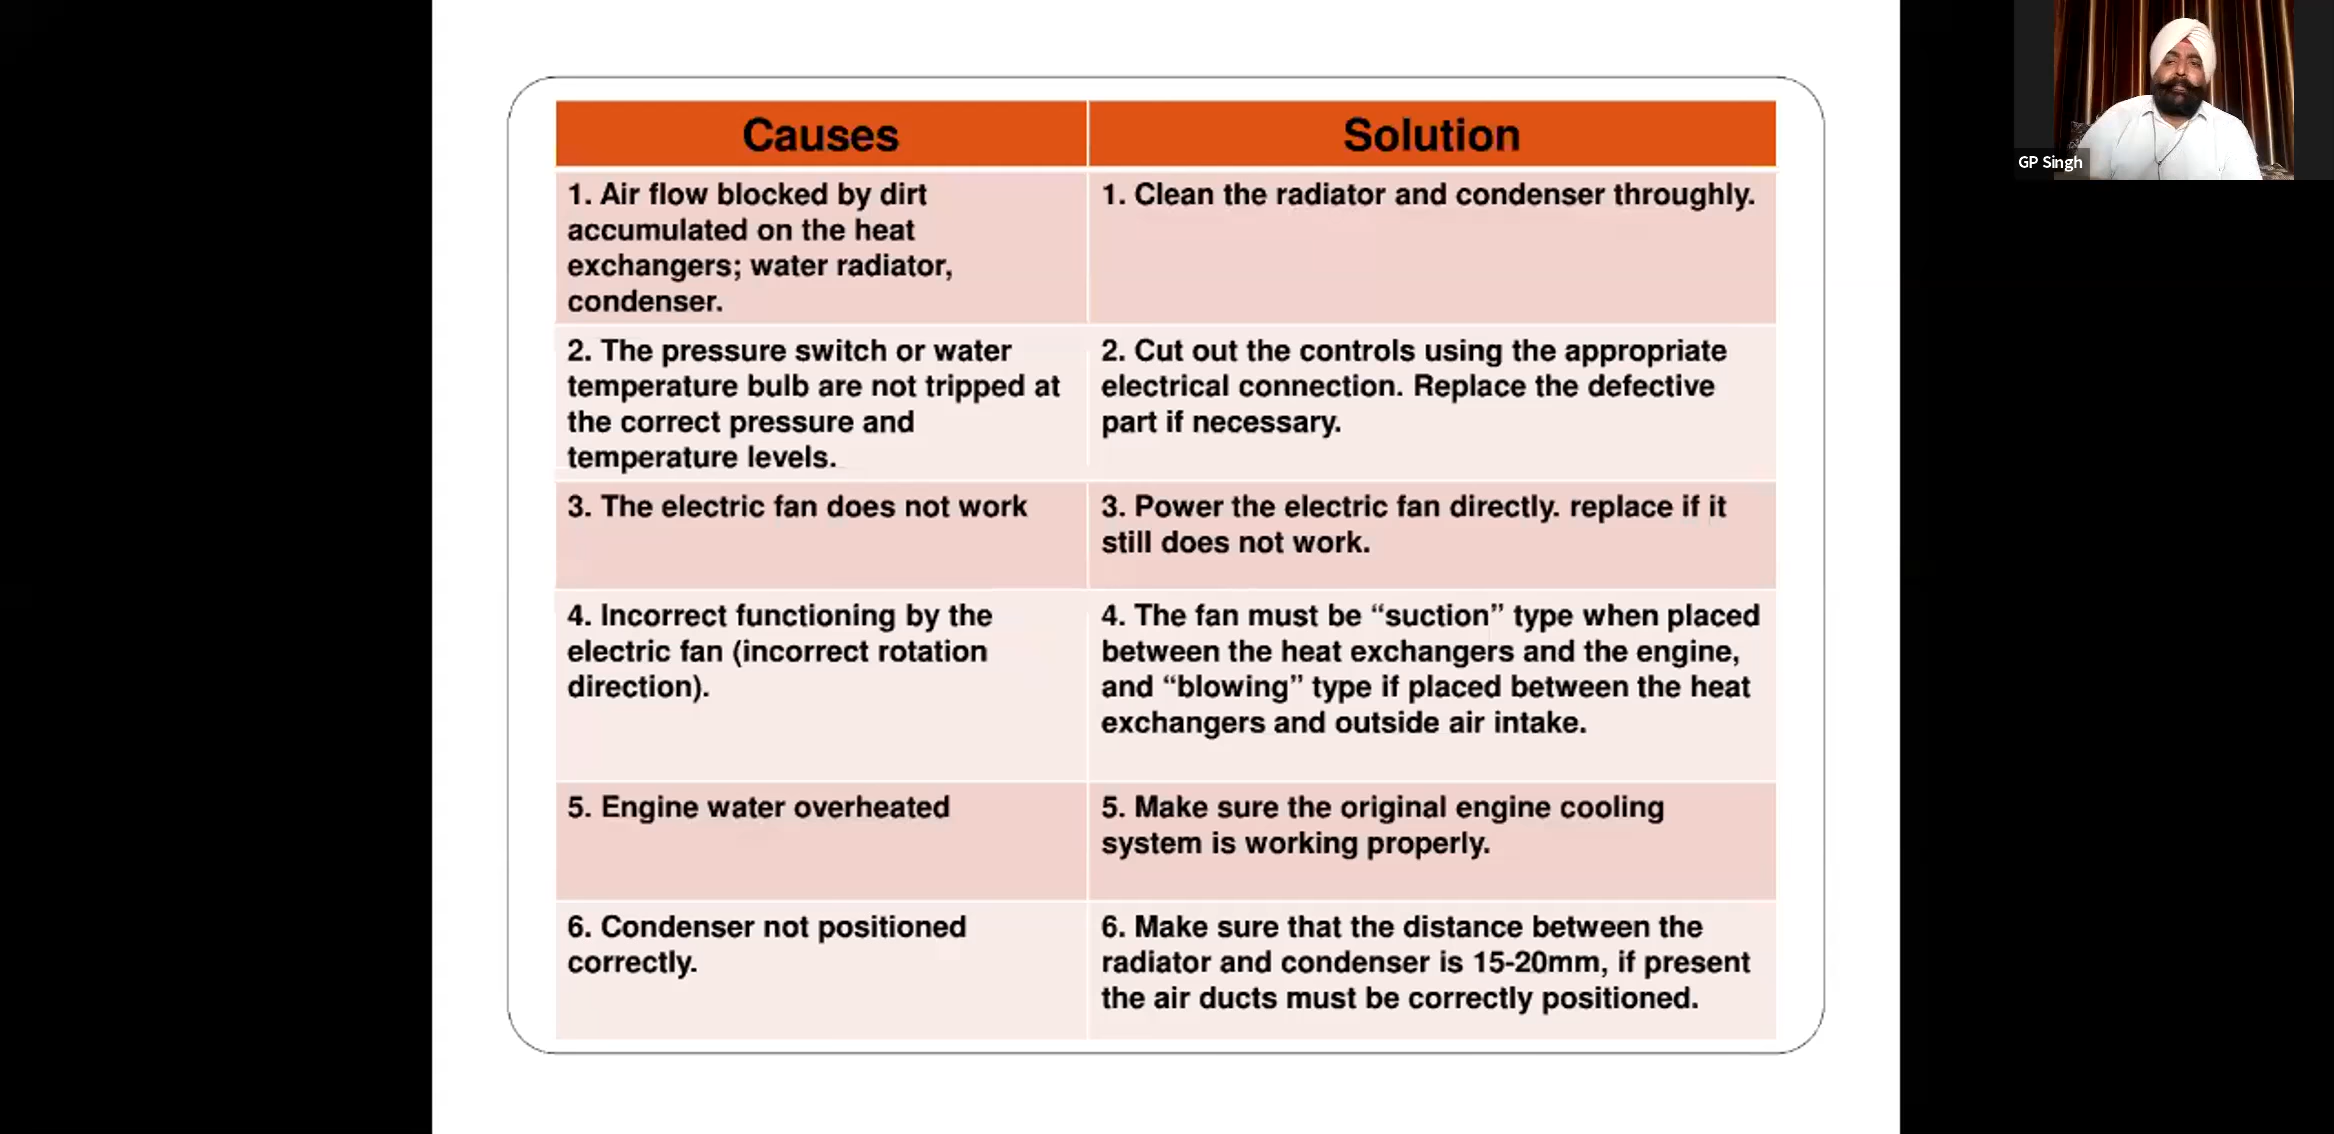 Causes
Solution
1. Air flow blocked by dirt
accumulated on the heat
exchangers; water radiator,
condenser.
1. Clean the radiator and condenser throughly.
2. The pressure switch or water
temperature bulb are not tripped at
the correct pressure and
temperature levels.
2. Cut out the controls using the appropriate
electrical connection. Replace the defective
part if necessary.
3. The electric fan does not work
3. Power the electric fan directly. replace if it
still does not work.
4. Incorrect functioning by the
electric fan (incorrect rotation
direction).
4. The fan must be “suction” type when placed
between the heat exchangers and the engine,
and “blowing” type if placed between the heat
exchangers and outside air intake.
5. Engine water overheated
5. Make sure the original engine cooling
system is working properly.
6. Condenser not positioned
correctly.
6. Make sure that the distance between the
radiator and condenser is 15-20mm, if present
the air ducts must be correctly positioned.
GP Singh